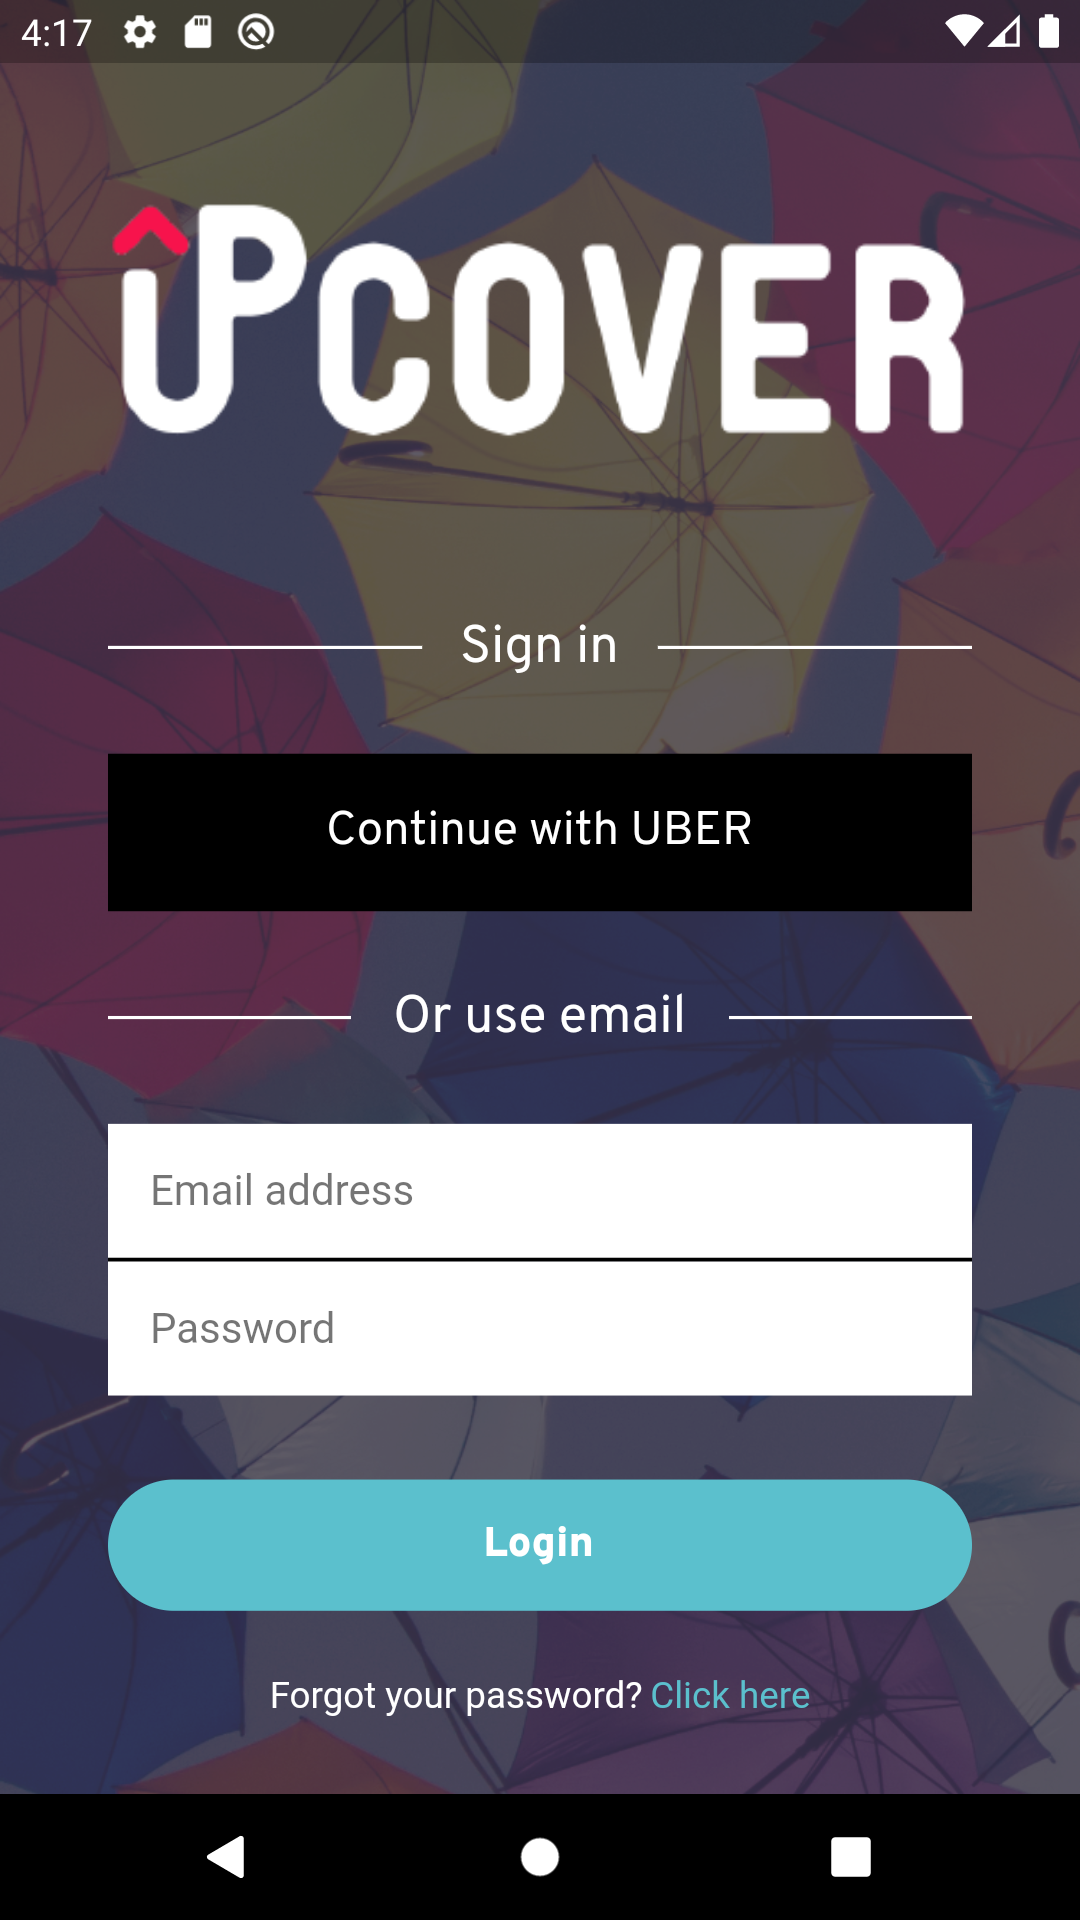 4:17
UPCOVER
Sign in
Continue with UBER
Or use email
Email address
Password
Login
Forgot your password? Click here